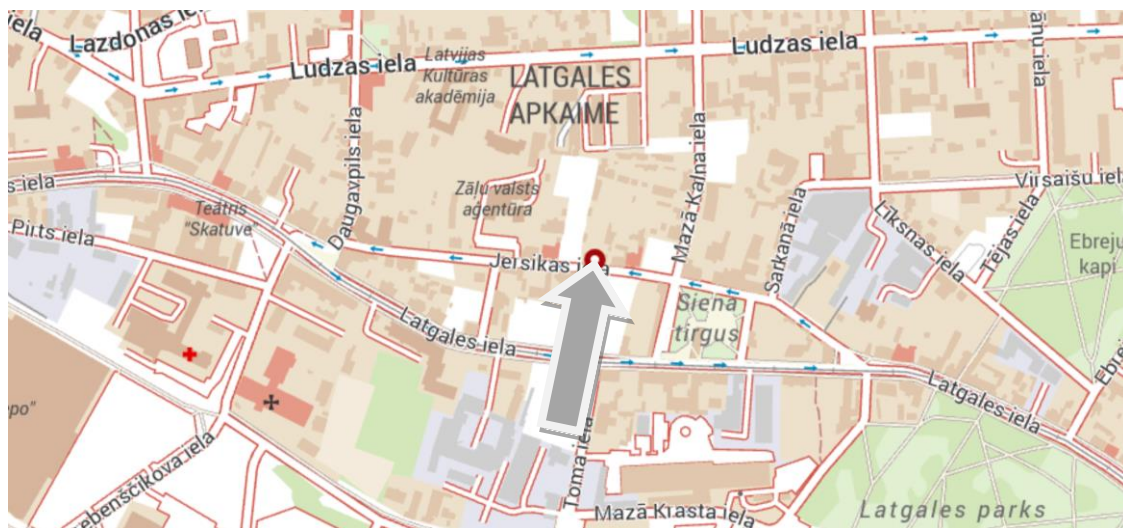 iela
Lazdonas iela
Ludzas iela
Ludzas iela
Latvijas
Kultūras
akadēmija
LATGALES
APKAIME
Daugavpils iela
Mazā Kalna iela
Zāļu valsts
aģentūra
s iela
Teātris
"Skatuve"
Pirts iela
Jersikas
Sarkanā iela
Virsaišu iel
Līksnas iela
Tējas iela
Ebreju
kapi
Siena
tirgus
Latgales iela
Latgales iela
Toma iela
Mazā Krasta iela
Latgales parks